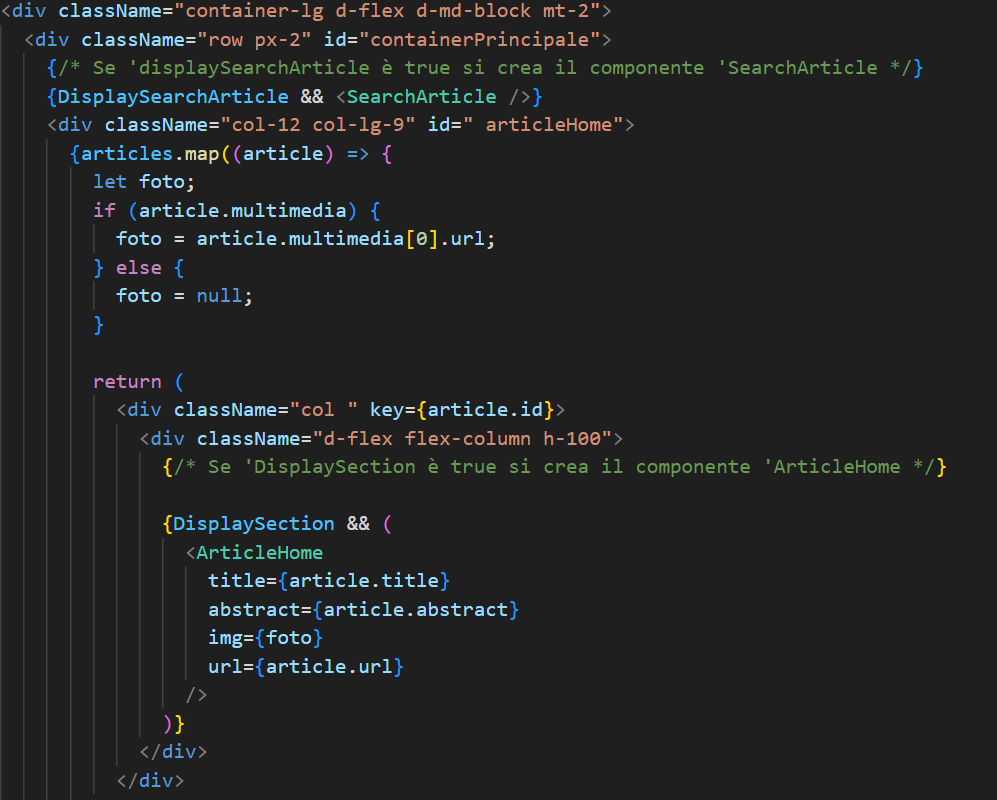 <div className="container-lg d-flex d-md-block mt-2">
<div className="row px-2" id="containerPrincipale">
{/* Se 'displaySearchArticle è true si crea il componente 'SearchArticle */}
{DisplaySearchArticle && <SearchArticle />}
<div className="col-12 col-lg-9" id=" articleHome">
{articles.map((article) => {
let foto;
if (article.multimedia) {
foto = article.multimedia[0].url;
} else {
foto = null;
}
return (
<div className="col " key={article.id}>
<div className="d-flex flex-column h-100">
{/* Se 'DisplaySection è true si crea il componente 'ArticleHome */}
{DisplaySection && (
<ArticleHome
title={article.title}
abstract={article.abstract}
img={foto}
url={article.url}
/>
)}
</div>
</div>